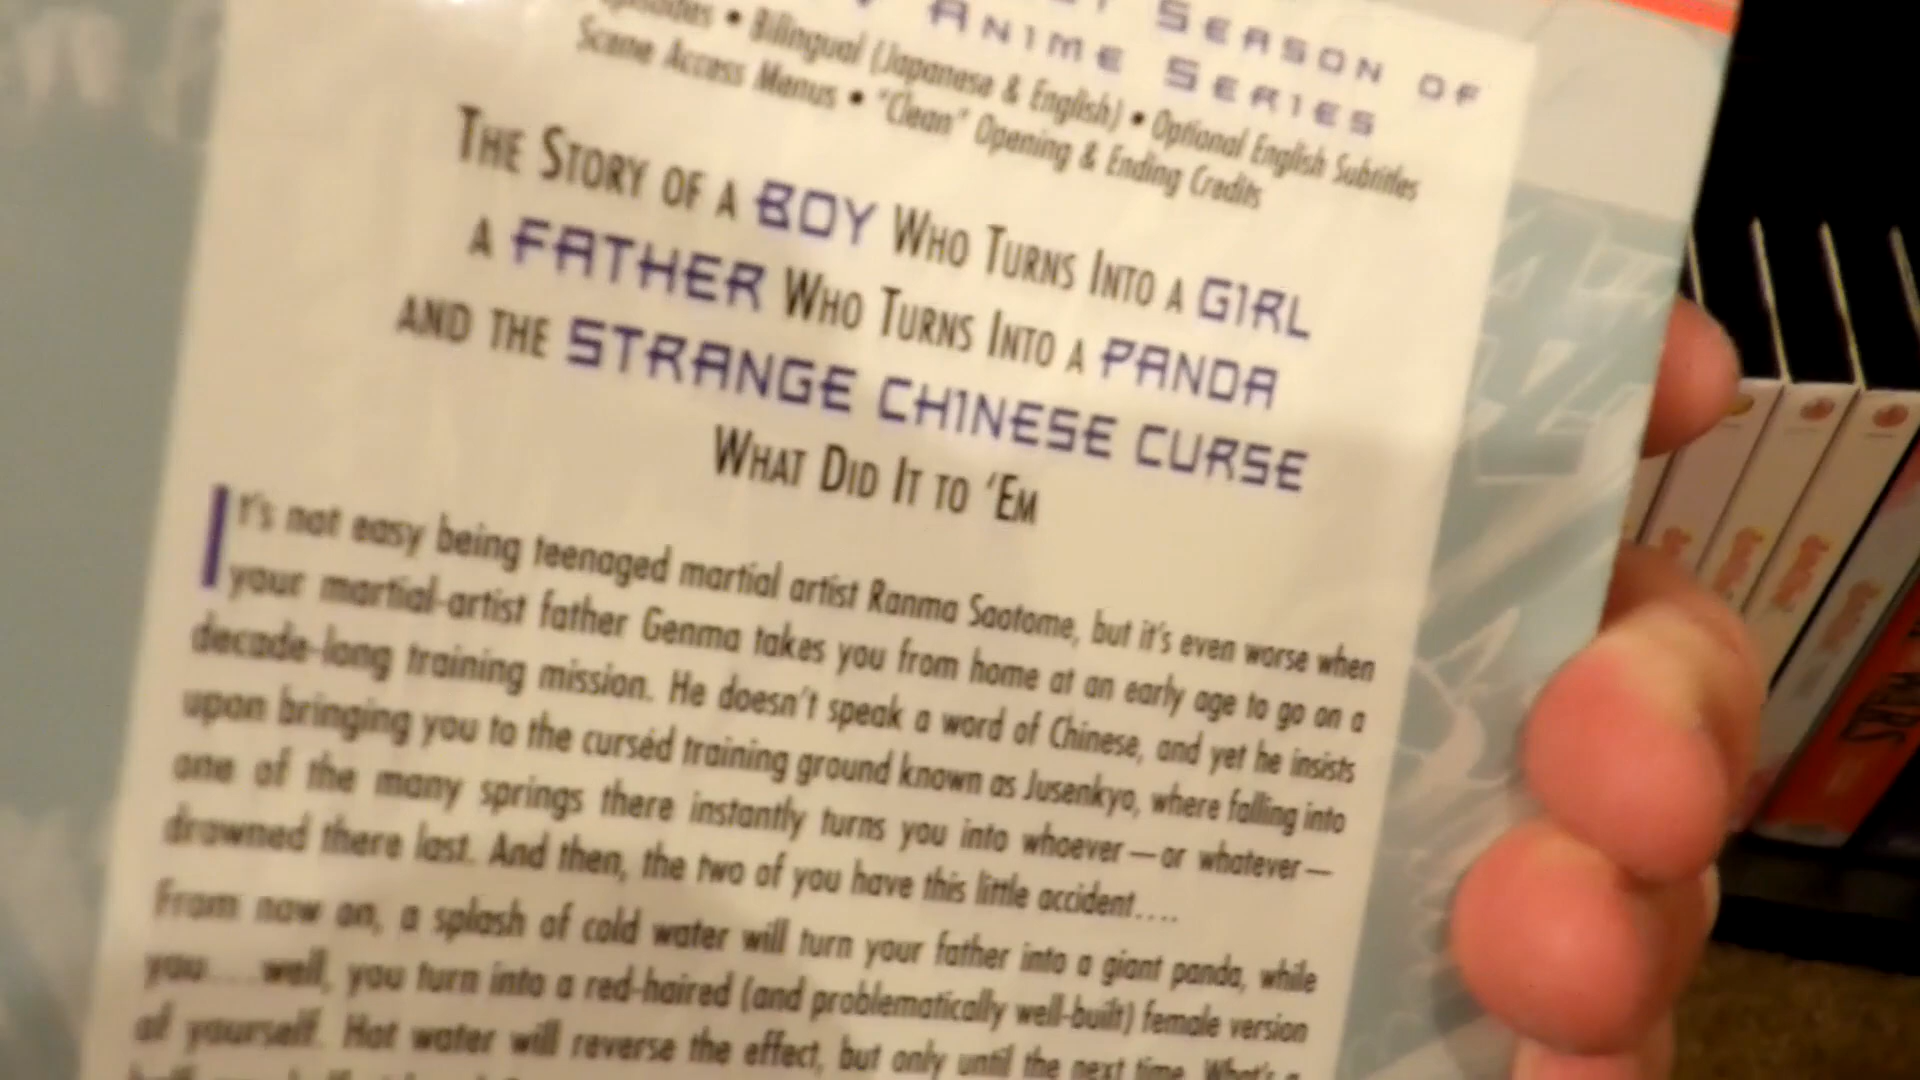 SEASON OF
ANIME SERIES
• Bilingual (Japanese & English) • Optional English Subtitles
Scene Access Menus • "Clean" Opening & Ending Credits
THE STORY OF A BOY WHO TURNS INTO A GIRL
A FATHER WHO TURNS INTO A PANDA
AND THE STRANGE CHINESE CURSE
WHAT DID IT TO 'EM
It's not easy being teenaged martial artist Ranma Saotome, but it's even worse when
your martial-artist father Genma takes you from home at an early age to go on a
decade-long training mission. He doesn't speak a word of Chinese, and yet he insists
upon bringing you to the curséd training ground known as Jusenkyo, where falling into
one of the many springs there instantly turns you into whoever—or whatever—
drowned there last. And then, the two of you have this little accident....
From now on, a splash of cold water will turn your father into a giant panda, while
you....well, you turn into a red-haired (and problematically well-built) female version
of yourself. Hot water will reverse the effect, but only until the next time. What's a